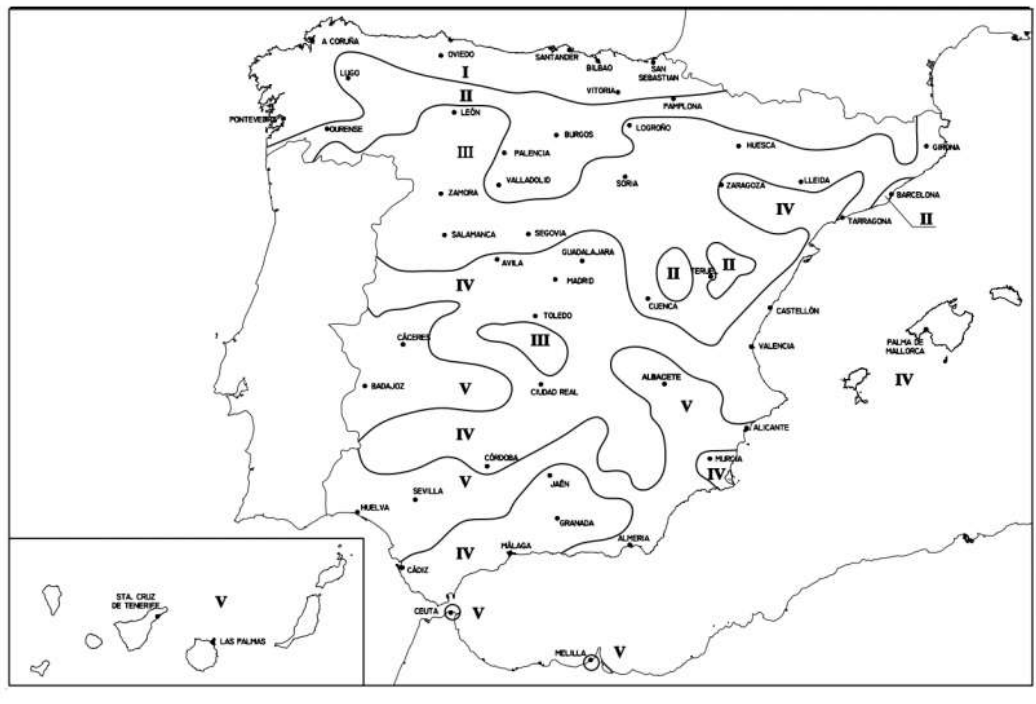 A CORUÑA
OVIEDO
SANTANDER
BILBAO
SAN
SEBASTIAN
LUGO
I
VITORIA
II
PAMPLONA
PONTEVEDRA
LEÓN
OURENSE
BURGOS
LOGROÑO
HUESCA
GIRONA
III
PALENCIA
VALLADOLID
SORIA
ZARAGOZA
LLEIDA
ZAMORA
BARCELONA
IV
TARRAGONA
II
SALAMANCA
SEGOVIA
AVILA
GUADALAJARA
II
TERUEL
II
IV
MADRID
CUENCA
CASTELLÓN
TOLEDO
CÁCERES
III
VALENCIA
PALMA DE
MALLORCA
IV
BADAJOZ
V
CIUDAD REAL
ALBACETE
V
IV
ALICANTE
CÓRDOBA
MURCIA
IV
V
JAÉN
SEVILLA
HUELVA
GRANADA
IV
MÁLAGA
ALMERIA
CÁDIZ
STA. CRUZ
DE TENERIFE
V
LAS PALMAS
CEUTA
V
MELILLA
V